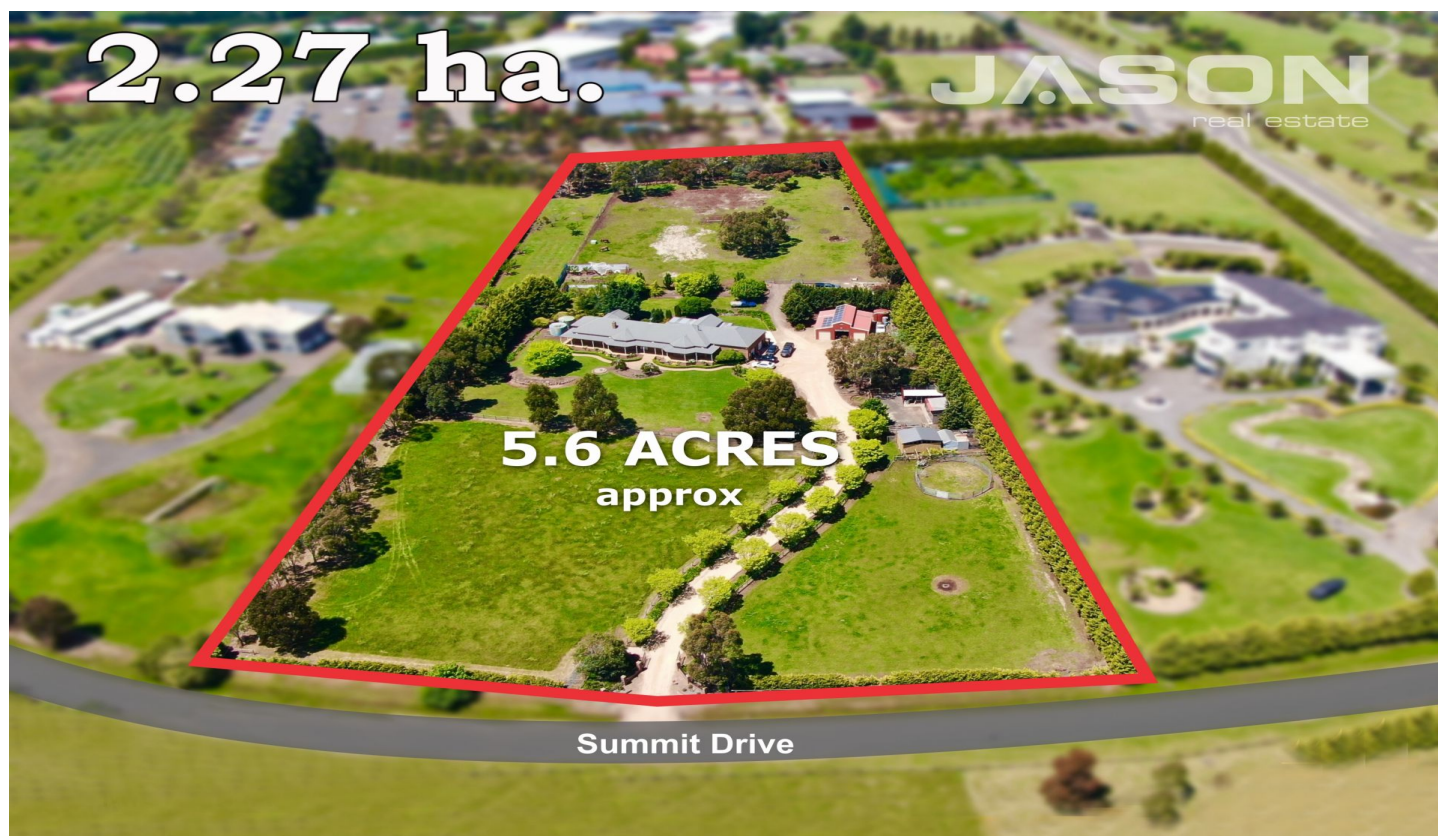 2.27 ha.
JASON
real estate
5.6 ACRES
approx
Summit Drive